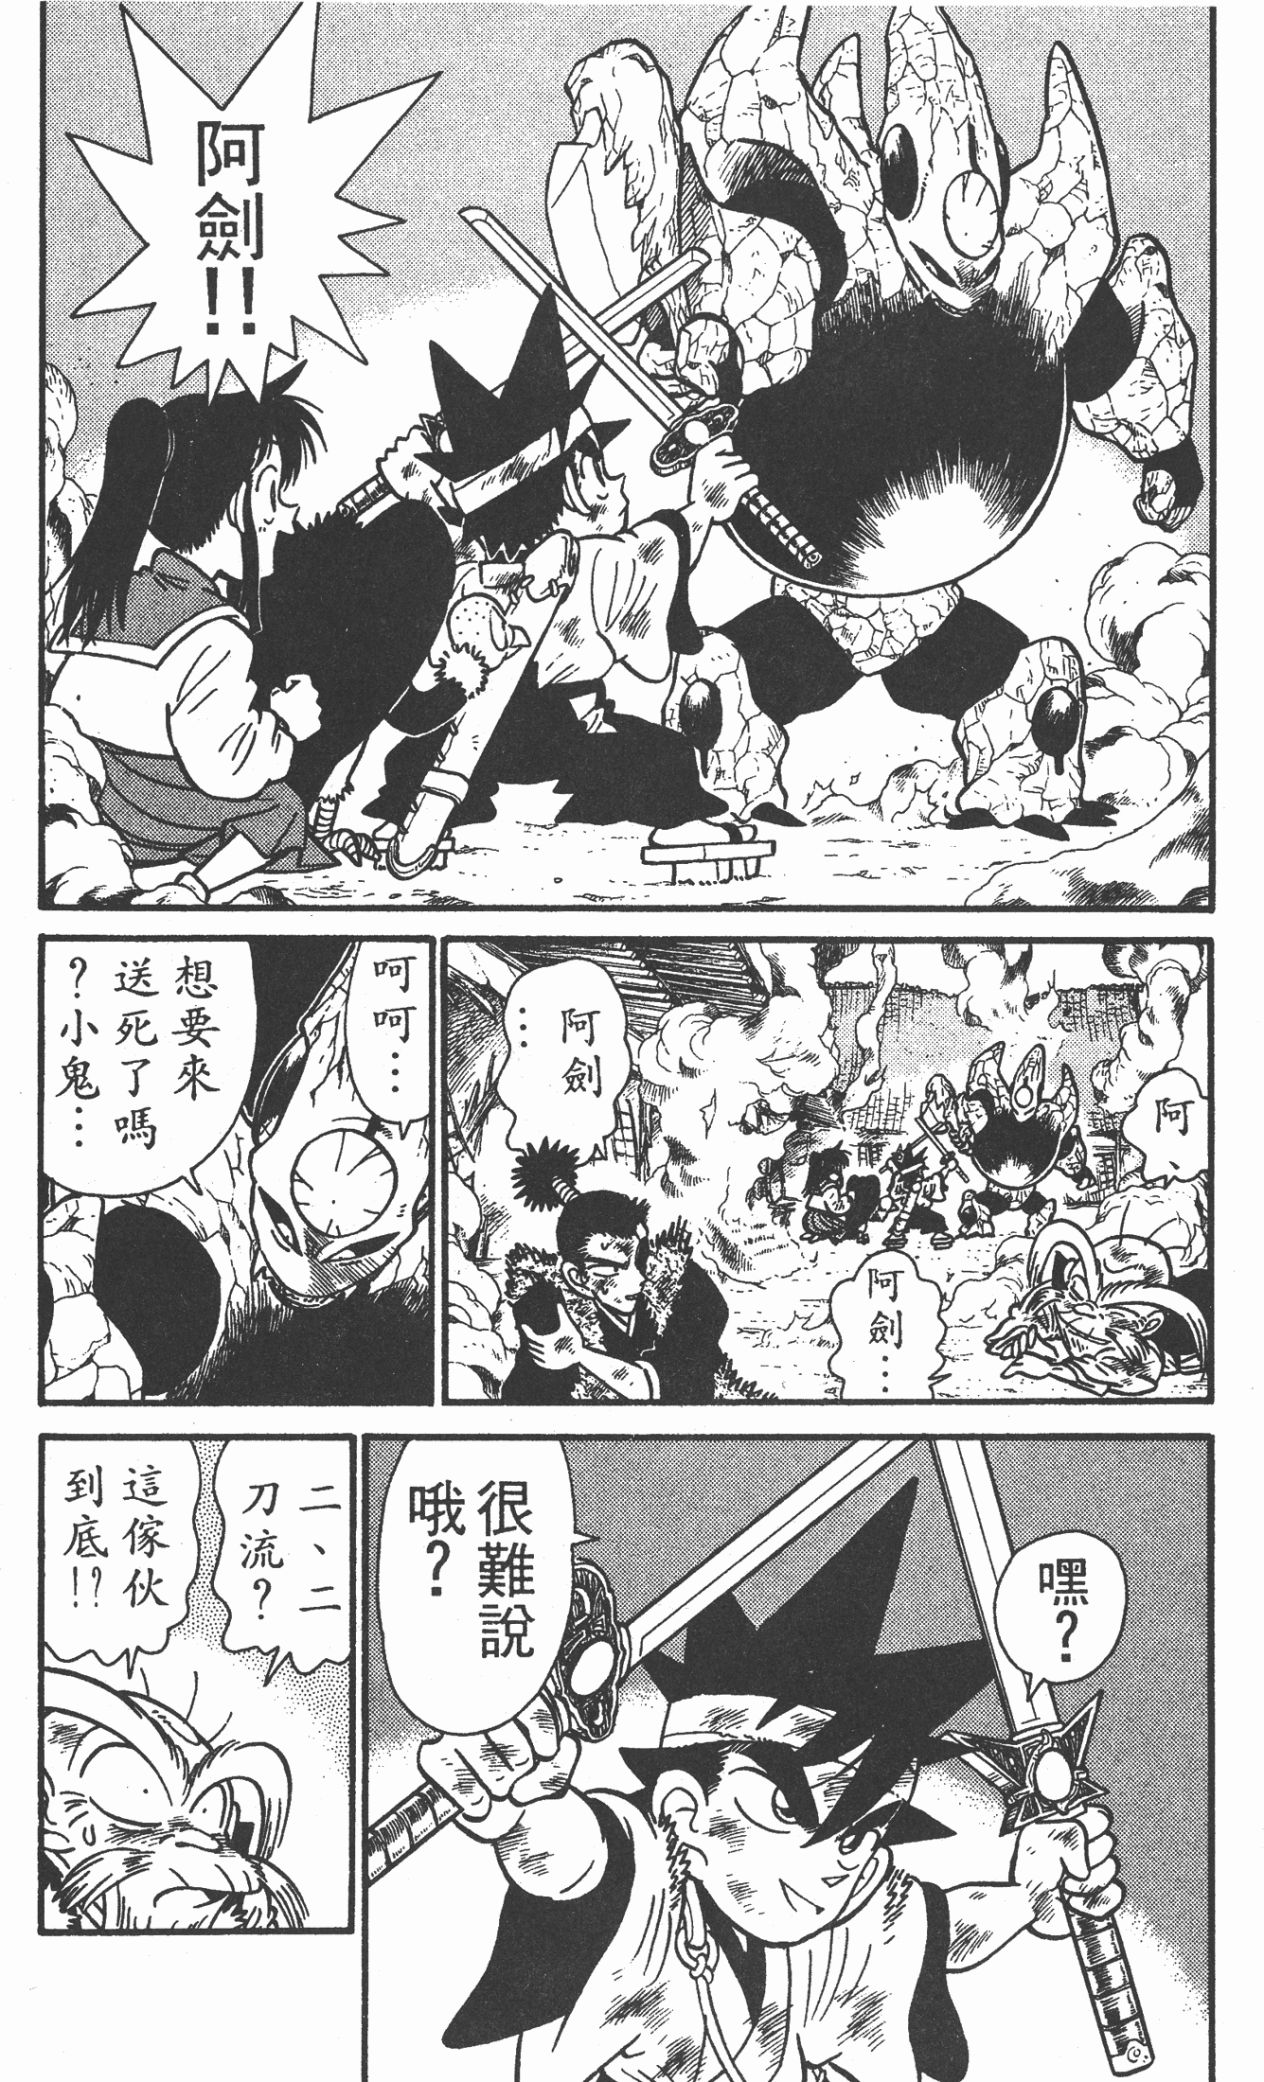 阿劍!!
阿、
阿劍…
阿劍
…
呵呵…
想要來
送死了嗎
？小鬼…
嘿？
很難說
哦？
二、二
刀流？
這傢伙
到底!?